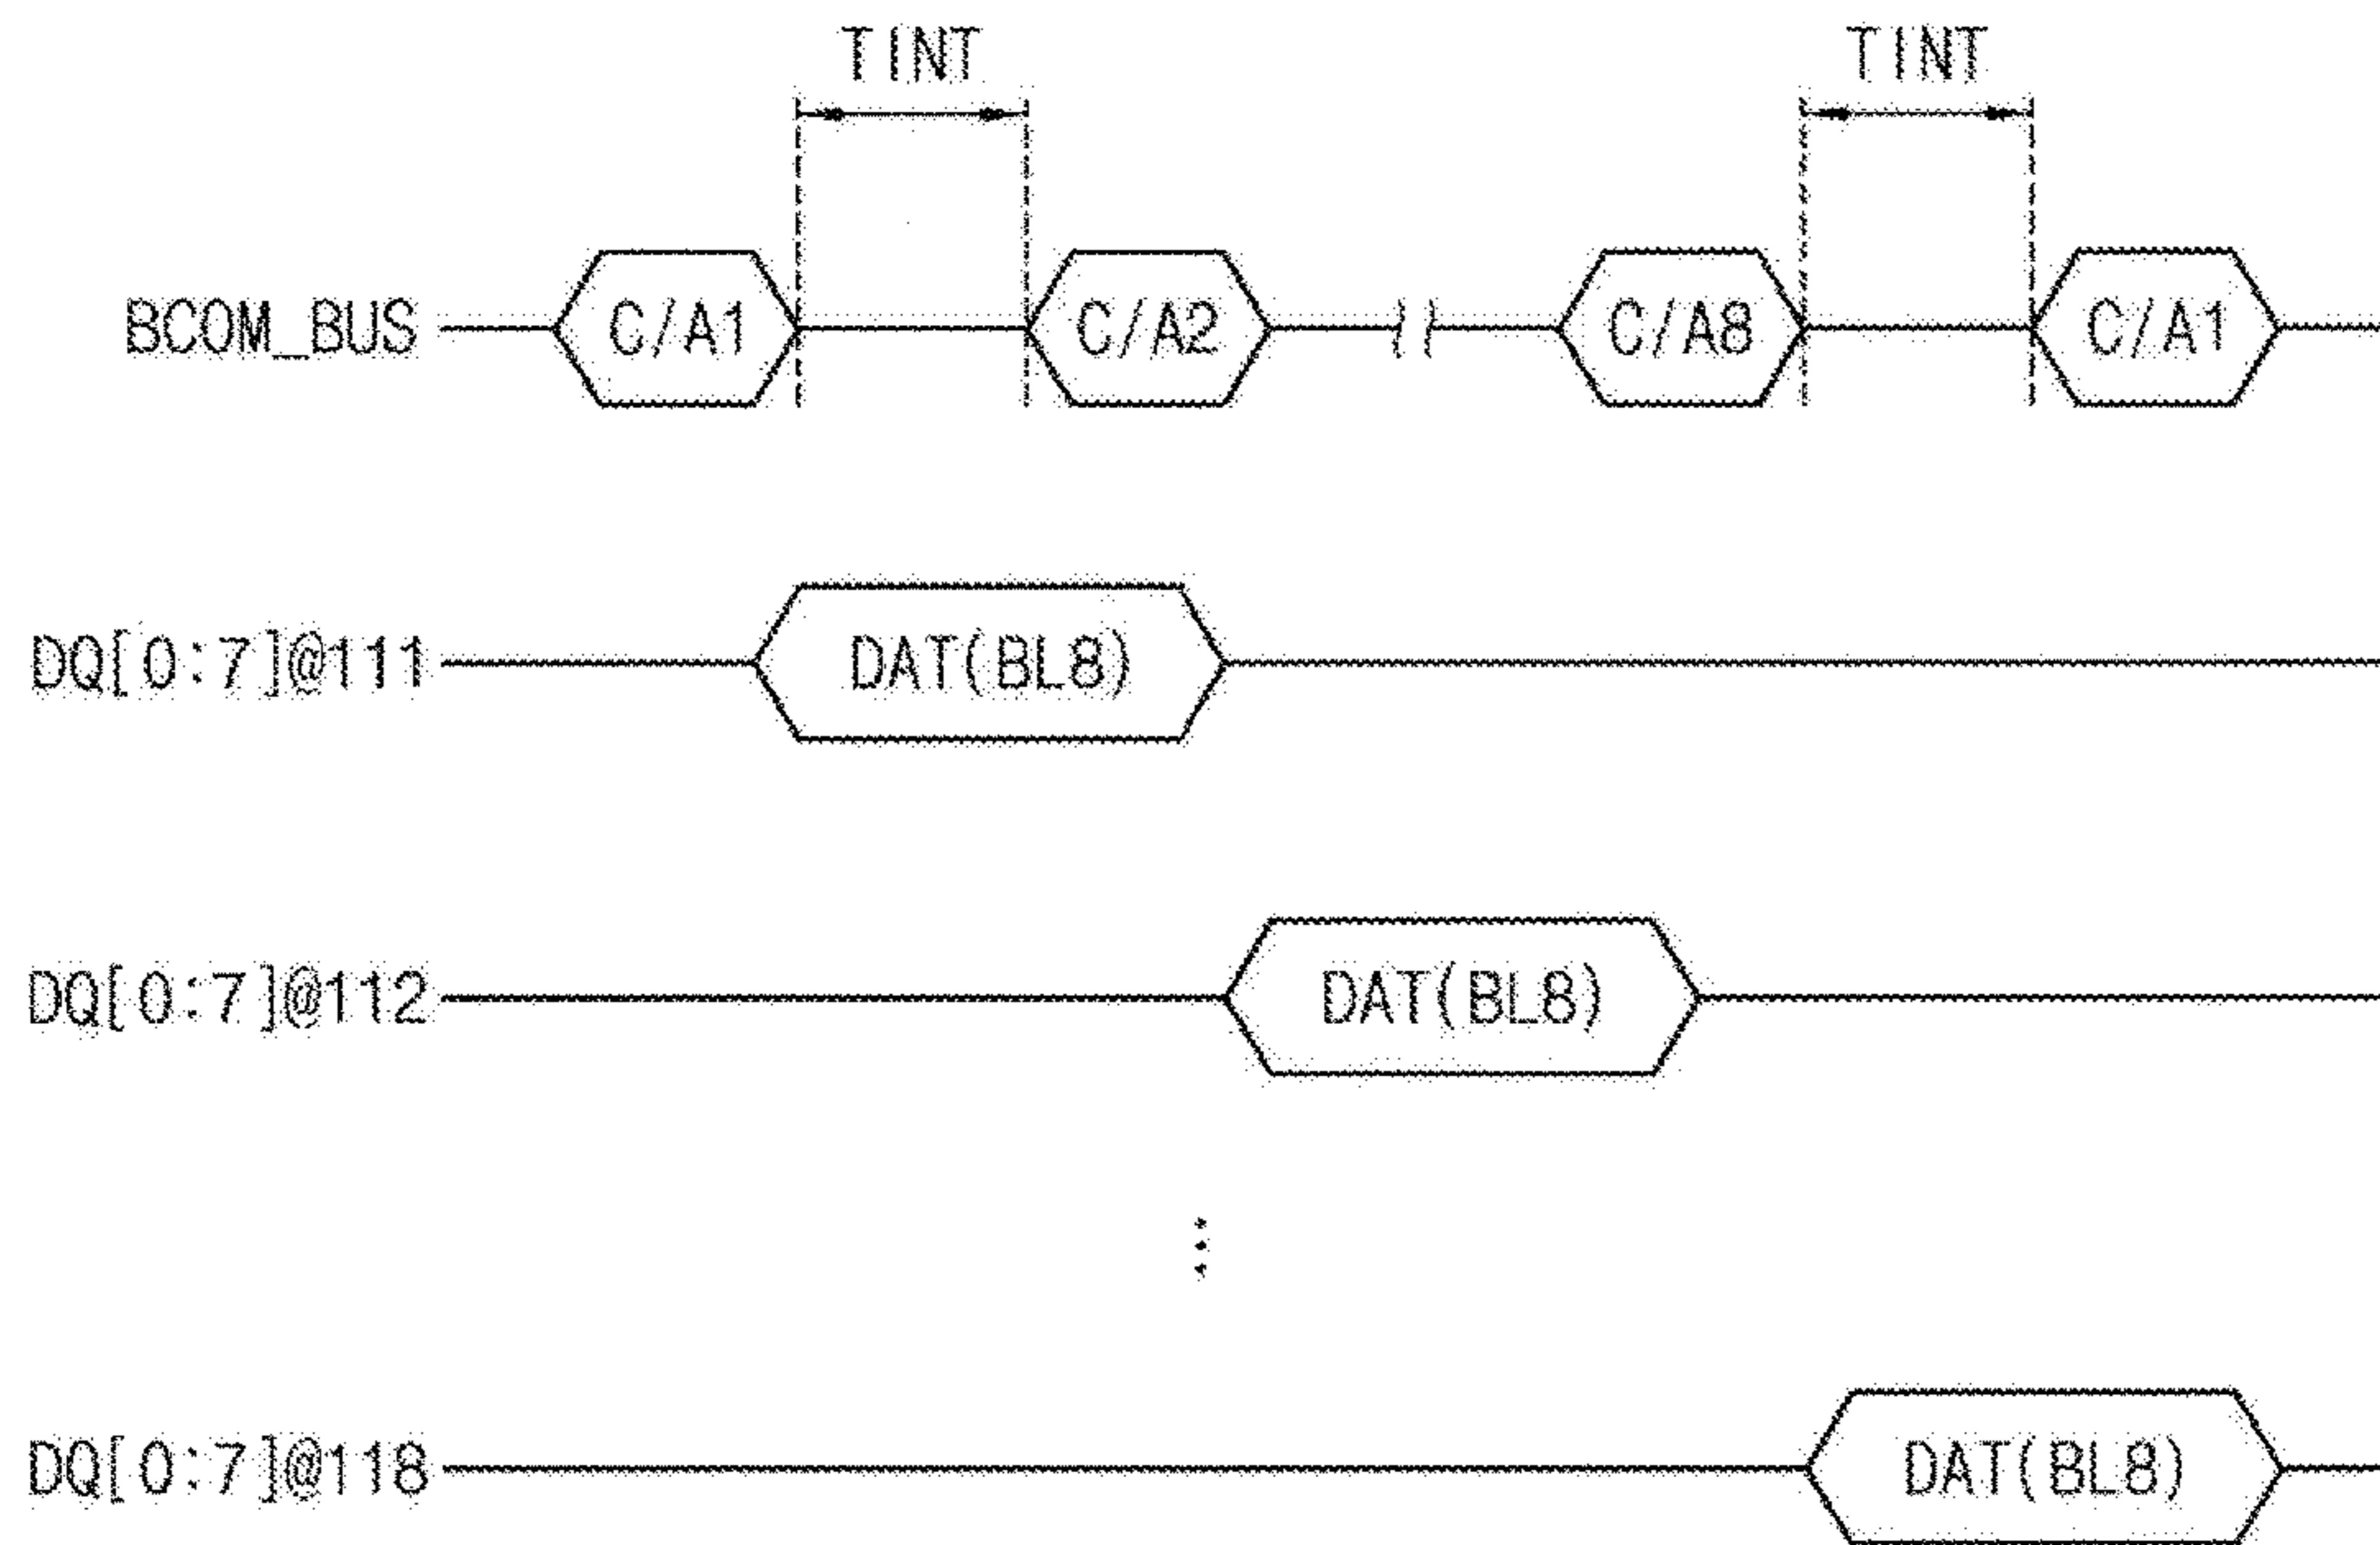 TINT TINT
BCOM_BUS C/A1 C/A2 C/A8 C/A1
DQ[0:7]@111 DAT(BL8)
DQ[0:7]@112 DAT(BL8)
DQ[0:7]@118 DAT(BL8)